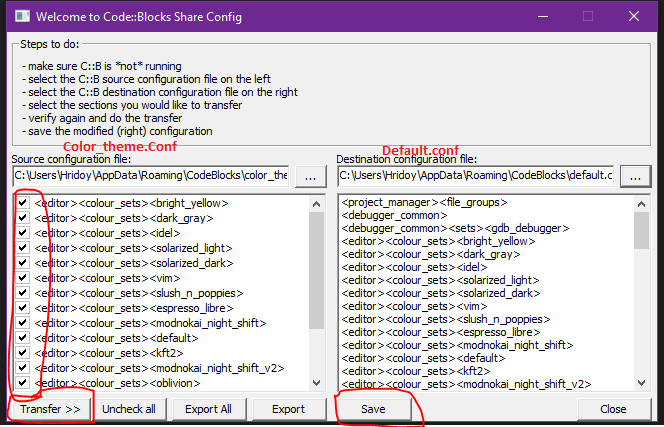 Welcome to Code::Blocks Share Config
Steps to do:
- make sure C::B is *not* running
- select the C::B source configuration file on the left
- select the C::B destination configuration file on the right
- select the sections you would like to transfer
- verify again and do the transfer
- save the modified (right) configuration
Color_theme.Conf
Default.conf
Source configuration file:
Destination configuration file:
C:\Users\Hridoy\AppData\Roaming\CodeBlocks\color_the
...
C:\Users\Hridoy\AppData\Roaming\CodeBlocks\default.c
...
<editor><colour_sets><bright_yellow>
<editor><colour_sets><dark_gray>
<editor><colour_sets><idel>
<editor><colour_sets><solarized_light>
<editor><colour_sets><solarized_dark>
<editor><colour_sets><vim>
<editor><colour_sets><slush_n_poppies>
<editor><colour_sets><espresso_libre>
<editor><colour_sets><modnokai_night_shift>
<editor><colour_sets><default>
<editor><colour_sets><kft2>
<editor><colour_sets><modnokai_night_shift_v2>
<editor><colour_sets><oblivion>
<project_manager><file_groups>
<debugger_common>
<debugger_common><sets><gdb_debugger>
<editor><colour_sets><bright_yellow>
<editor><colour_sets><dark_gray>
<editor><colour_sets><idel>
<editor><colour_sets><solarized_light>
<editor><colour_sets><solarized_dark>
<editor><colour_sets><vim>
<editor><colour_sets><slush_n_poppies>
<editor><colour_sets><espresso_libre>
<editor><colour_sets><modnokai_night_shift>
<editor><colour_sets><default>
<editor><colour_sets><kft2>
<editor><colour_sets><modnokai_night_shift_v2>
Transfer >>
Uncheck all
Export All
Export
Save
Close